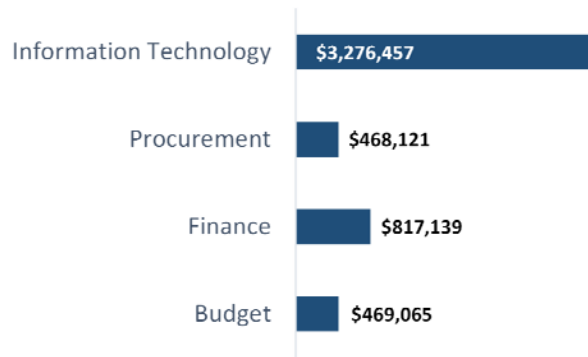 Information Technology $3,276,457
Procurement $468,121
Finance $817,139
Budget $469,065